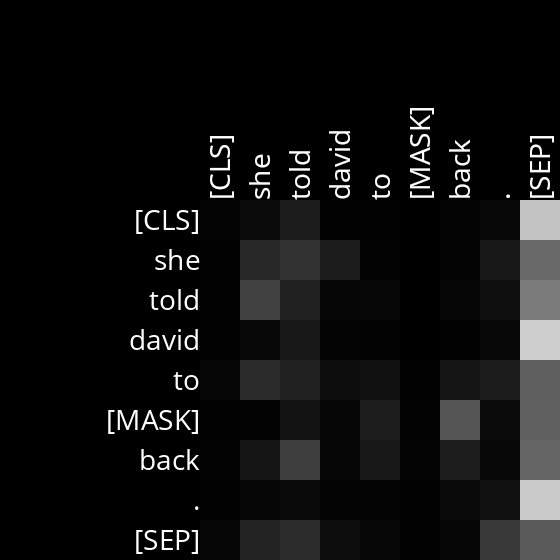 [CLS] she told david to [MASK] back . [SEP]
[CLS]
she
told
david
to
[MASK]
back
.
[SEP]